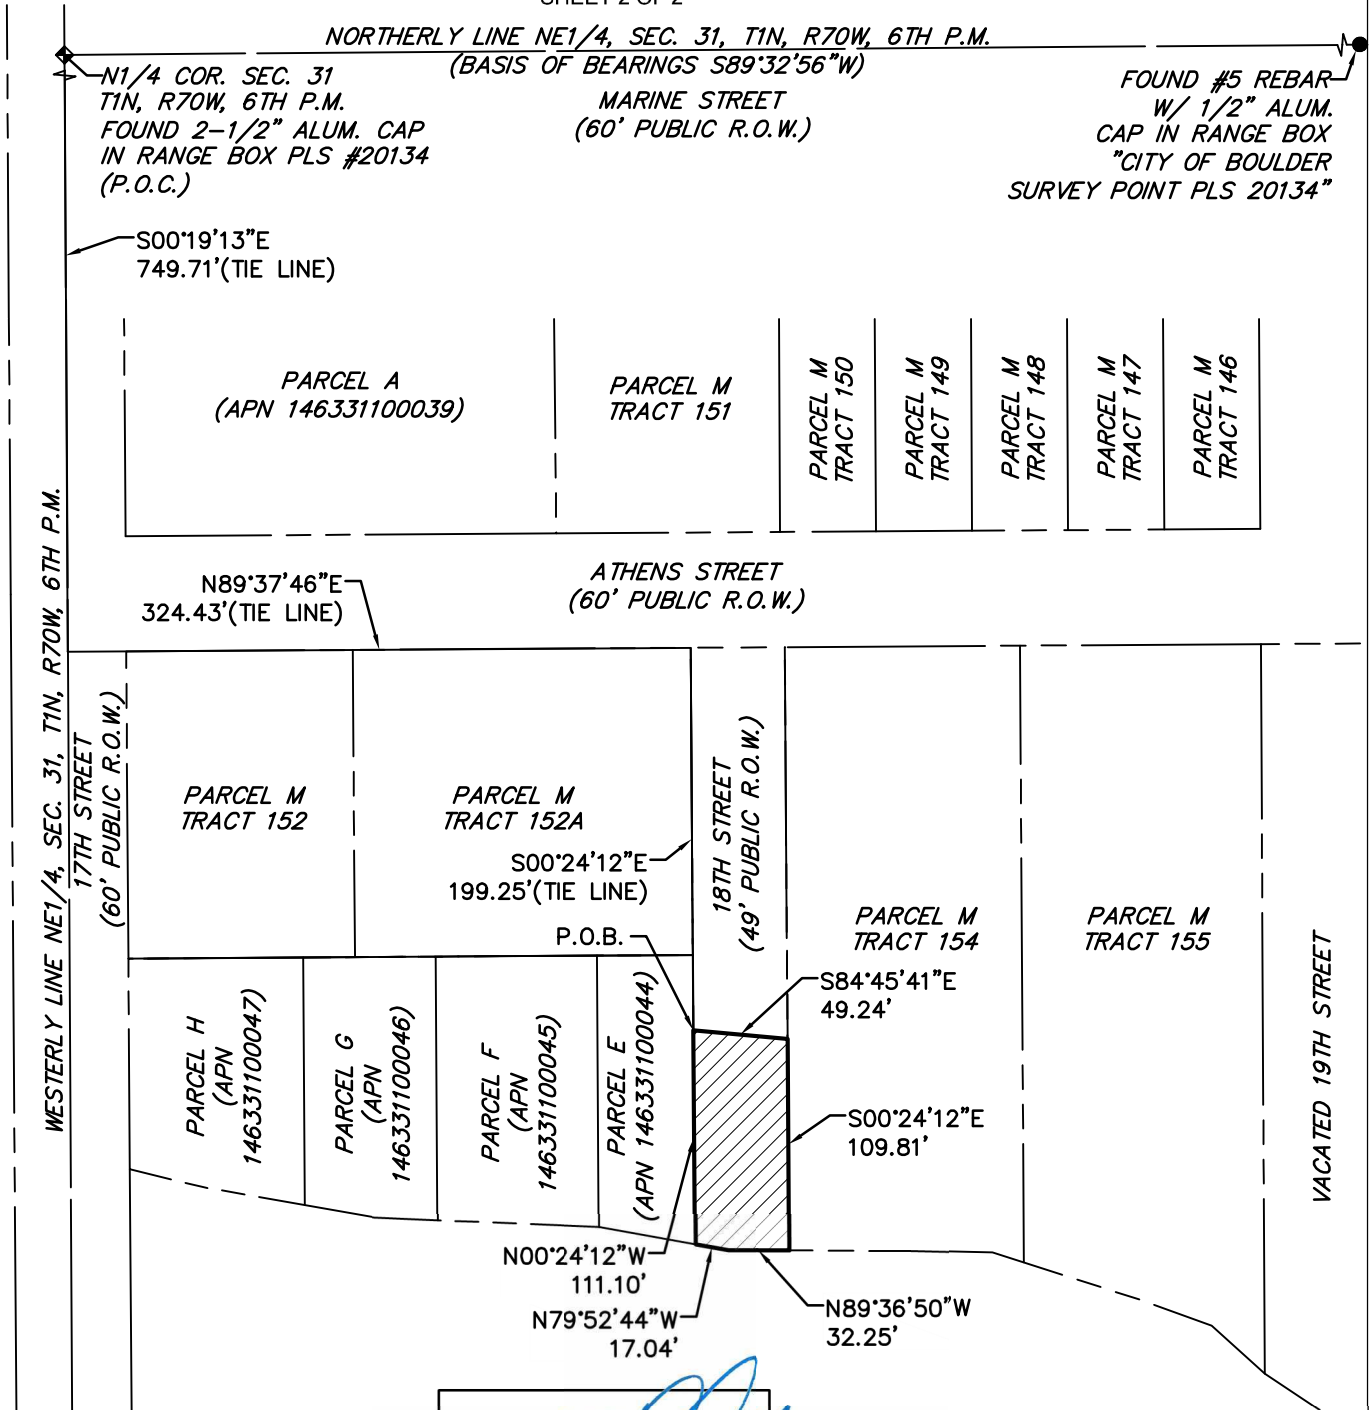 SHEET 2 OF 2
NORTHERLY LINE NE1/4, SEC. 31, T1N, R70W, 6TH P.M.
(BASIS OF BEARINGS S89°32'56"W)
N1/4 COR. SEC. 31
T1N, R70W, 6TH P.M.
FOUND 2-1/2" ALUM. CAP
IN RANGE BOX PLS #20134
(P.O.C.)
MARINE STREET
(60' PUBLIC R.O.W.)
FOUND #5 REBAR
W/ 1/2" ALUM.
CAP IN RANGE BOX
"CITY OF BOULDER
SURVEY POINT PLS 20134"
S00°19'13"E
749.71'(TIE LINE)
PARCEL A
(APN 146331100039)
PARCEL M
TRACT 151
PARCEL M
TRACT 150
PARCEL M
TRACT 149
PARCEL M
TRACT 148
PARCEL M
TRACT 147
PARCEL M
TRACT 146
WESTERLY LINE NE1/4, SEC. 31, T1N, R70W, 6TH P.M.
N89°37'46"E
324.43'(TIE LINE)
ATHENS STREET
(60' PUBLIC R.O.W.)
17TH STREET
(60' PUBLIC R.O.W.)
PARCEL M
TRACT 152
PARCEL M
TRACT 152A
S00°24'12"E
199.25'(TIE LINE)
18TH STREET
(49' PUBLIC R.O.W.)
P.O.B.
PARCEL M
TRACT 154
PARCEL M
TRACT 155
S84°45'41"E
49.24'
VACATED 19TH STREET
PARCEL H
(APN
146331100047)
PARCEL G
(APN
146331100046)
PARCEL F
(APN
146331100045)
PARCEL E
(APN 146331100044)
S00°24'12"E
109.81'
N00°24'12"W
111.10'
N79°52'44"W
17.04'
N89°36'50"W
32.25'